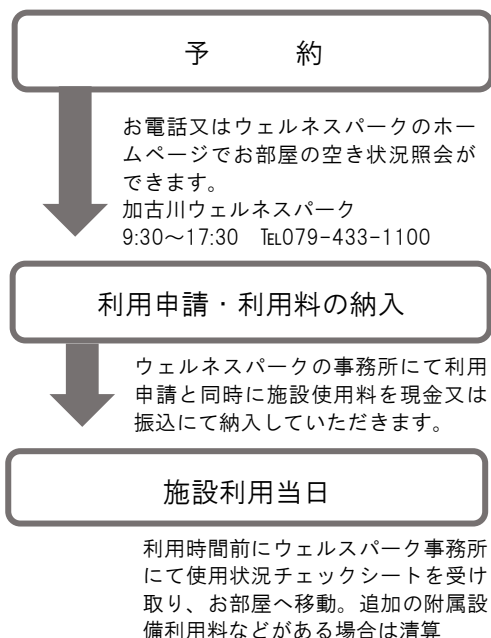 予　約
お電話又はウェルネスパークのホー
ムページでお部屋の空き状況照会が
できます。
加古川ウェルネスパーク
9:30～17:30　℡079-433-1100
利用申請・利用料の納入
ウェルネスパークの事務所にて利用
申請と同時に施設使用料を現金又は
振込にて納入していただきます。
施設利用当日
利用時間前にウェルスパーク事務所
にて使用状況チェックシートを受け
取り、お部屋へ移動。追加の附属設
備利用料などがある場合は清算